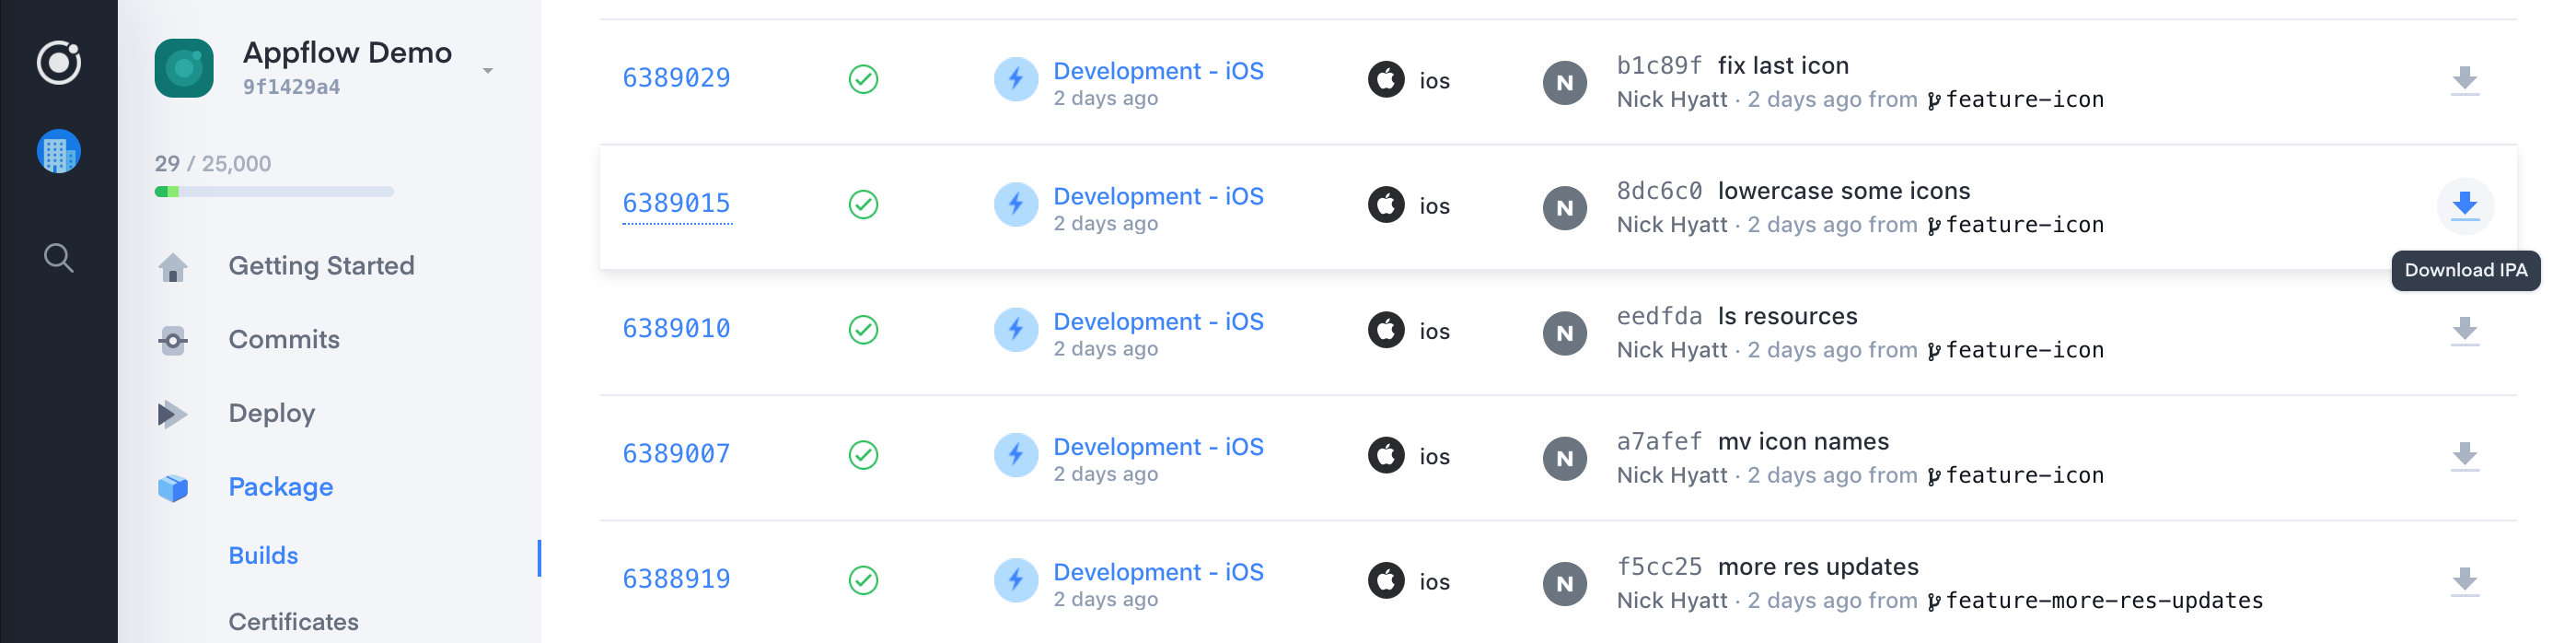 Appflow Demo
9f1429a4
29 / 25,000
Getting Started
Commits
Deploy
Package
Builds
Certificates
6389029 Development - iOS ios N b1c89f fix last icon
2 days ago Nick Hyatt · 2 days ago from feature-icon
6389015 Development - iOS ios N 8dc6c0 lowercase some icons
2 days ago Nick Hyatt · 2 days ago from feature-icon
Download IPA
6389010 Development - iOS ios N eedfda ls resources
2 days ago Nick Hyatt · 2 days ago from feature-icon
6389007 Development - iOS ios N a7afef mv icon names
2 days ago Nick Hyatt · 2 days ago from feature-icon
6388919 Development - iOS ios N f5cc25 more res updates
2 days ago Nick Hyatt · 2 days ago from feature-more-res-updates